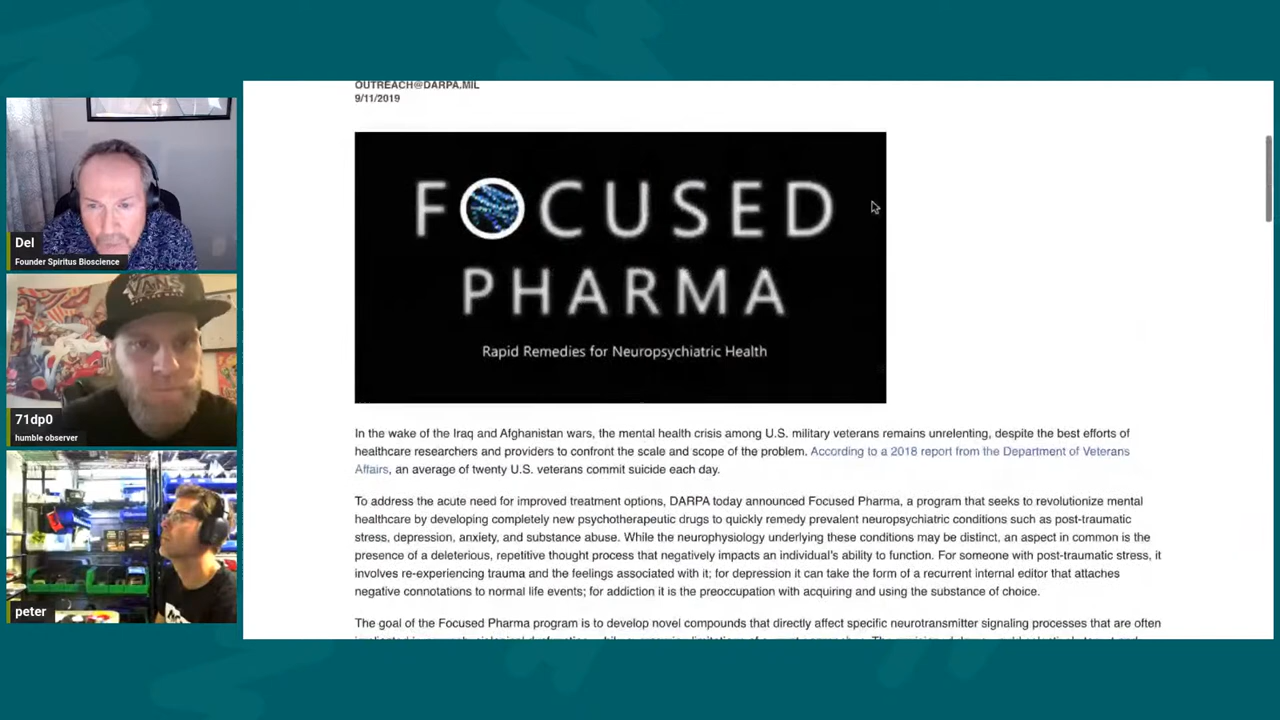 OUTREACH@DARPA.MIL
9/11/2019
FOCUSED
PHARMA
Rapid Remedies for Neuropsychiatric Health
In the wake of the Iraq and Afghanistan wars, the mental health crisis among U.S. military veterans remains unrelenting, despite the best efforts of
healthcare researchers and providers to confront the scale and scope of the problem. According to a 2018 report from the Department of Veterans
Affairs, an average of twenty U.S. veterans commit suicide each day.
To address the acute need for improved treatment options, DARPA today announced Focused Pharma, a program that seeks to revolutionize mental
healthcare by developing completely new psychotherapeutic drugs to quickly remedy prevalent neuropsychiatric conditions such as post-traumatic
stress, depression, anxiety, and substance abuse. While the neurophysiology underlying these conditions may be distinct, an aspect in common is the
presence of a deleterious, repetitive thought process that negatively impacts an individual's ability to function. For someone with post-traumatic stress, it
involves re-experiencing trauma and the feelings associated with it; for depression it can take the form of a recurrent internal editor that attaches
negative connotations to normal life events; for addiction it is the preoccupation with acquiring and using the substance of choice.
The goal of the Focused Pharma program is to develop novel compounds that directly affect specific neurotransmitter signaling processes that are often
Del
Founder Spiritus Bioscience
VANS
71dp0
humble observer
peter